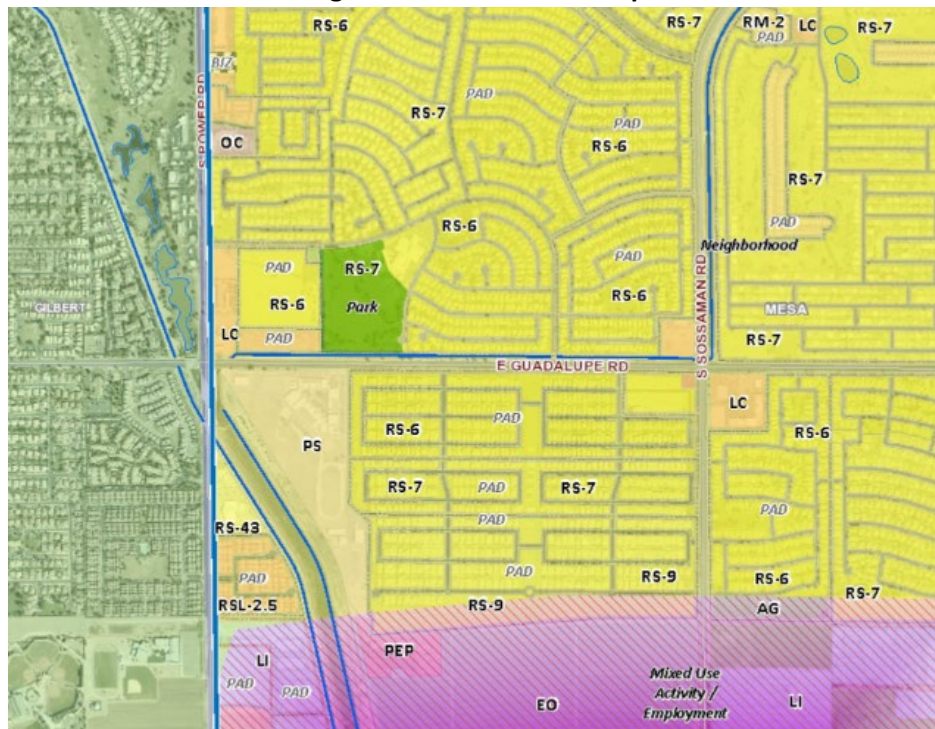 RS-6
RS-7
RM-2
PAD
LC
RS-7
S POWER RD
PAD
RS-7
PAD
RS-6
OC
RS-7
PAD
RS-6
Neighborhood
PAD
RS-7
PAD
RS-6
Park
RS-6
GILBERT
MESA
LC
PAD
RS-7
E GUADALUPE RD
S SOSSAMAN RD
LC
PAD
RS-6
RS-6
PS
RS-7
PAD
RS-7
PAD
PAD
RS-43
PAD
PAD
RS-9
RS-6
RS-7
RSL-2.5
RS-9
AG
PEP
LI
Mixed Use
Activity /
Employment
PAD
PAD
EO
LI